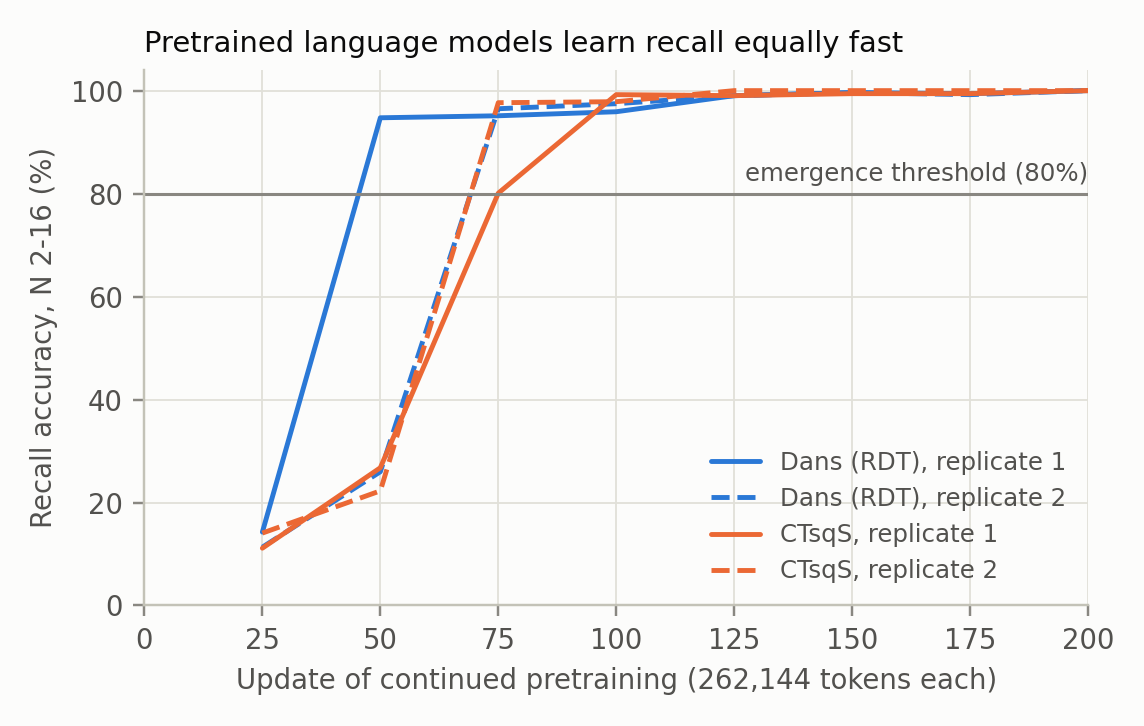 Pretrained language models learn recall equally fast
Recall accuracy, N 2-16 (%)
100
80
60
40
20
0
emergence threshold (80%)
Dans (RDT), replicate 1
Dans (RDT), replicate 2
CTsqS, replicate 1
CTsqS, replicate 2
0 25 50 75 100 125 150 175 200
Update of continued pretraining (262,144 tokens each)